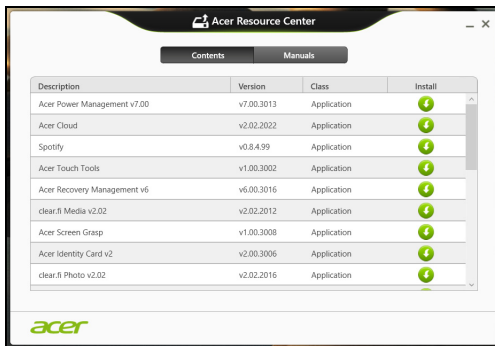 Acer Resource Center
Contents Manuals
Description Version Class Install
Acer Power Management v7.00 v7.00.3013 Application
Acer Cloud v2.02.2022 Application
Spotify v0.8.4.99 Application
Acer Touch Tools v1.00.3002 Application
Acer Recovery Management v6 v6.00.3016 Application
clear.fi Media v2.02 v2.02.2012 Application
Acer Screen Grasp v1.00.3008 Application
Acer Identity Card v2 v2.00.3006 Application
clear.fi Photo v2.02 v2.02.2016 Application
acer